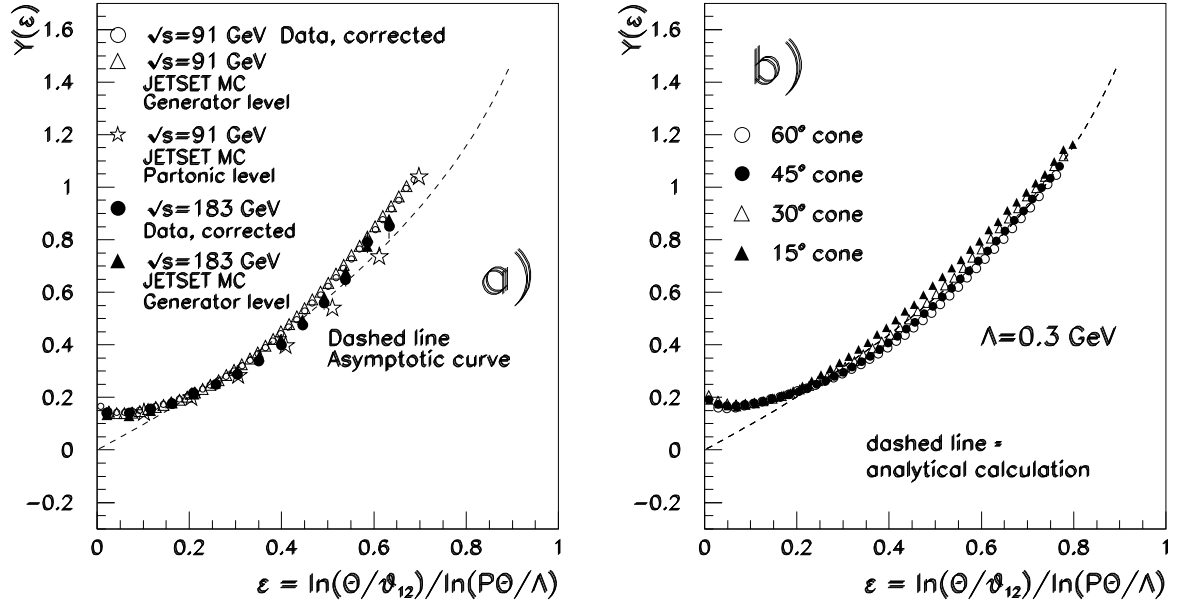 Y(ε)
1.6
1.4
1.2
1
0.8
0.6
0.4
0.2
0
−0.2
0 0.2 0.4 0.6 0.8 1
ε = ln(Θ/ϑ₁₂)/ln(PΘ/Λ)
√s=91 GeV Data, corrected
√s=91 GeV
JETSET MC
Generator level
√s=91 GeV
JETSET MC
Partonic level
√s=183 GeV
Data, corrected
√s=183 GeV
JETSET MC
Generator level
a)
Dashed line
Asymptotic curve
Y(ε)
1.6
1.4
1.2
1
0.8
0.6
0.4
0.2
0
−0.2
0 0.2 0.4 0.6 0.8 1
ε = ln(Θ/ϑ₁₂)/ln(PΘ/Λ)
b)
60° cone
45° cone
30° cone
15° cone
Λ=0.3 GeV
dashed line =
analytical calculation